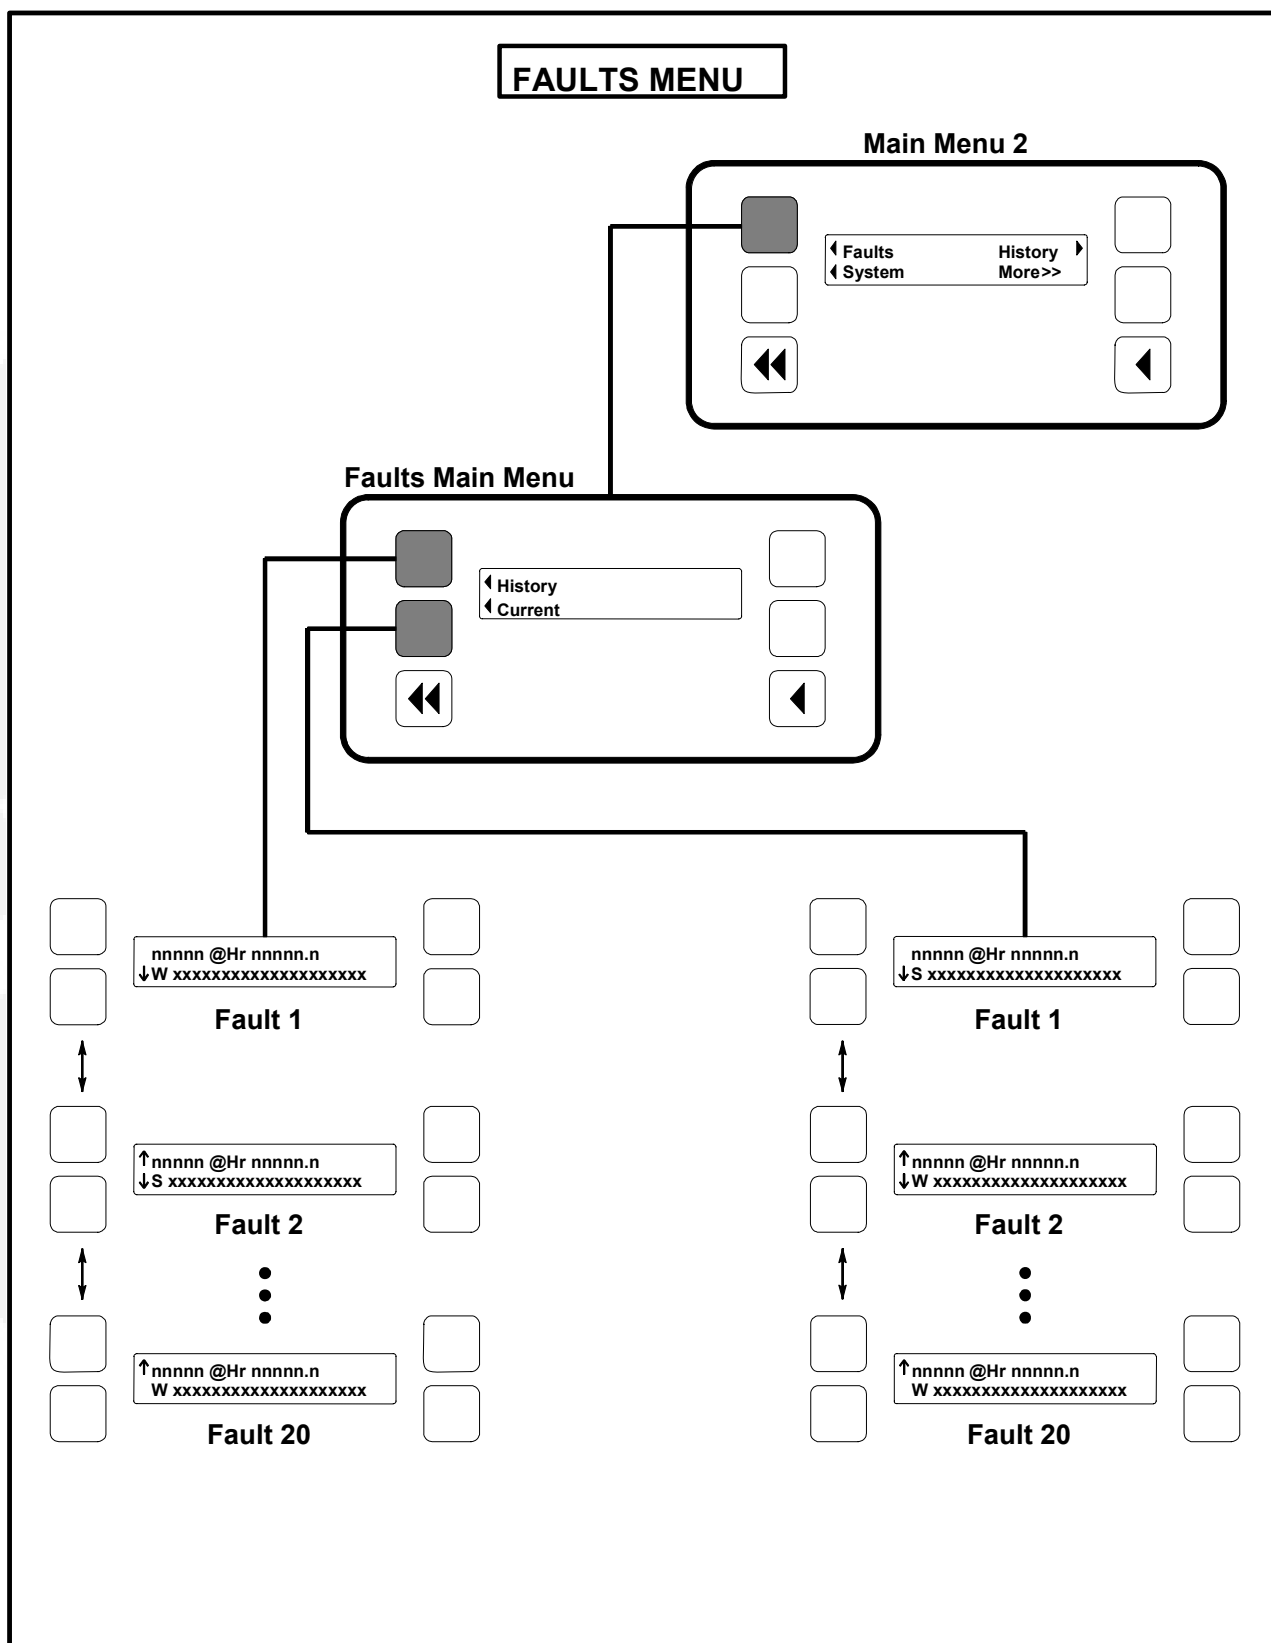 FAULTS MENU
Main Menu 2
Faults History
System More>>
Faults Main Menu
History
Current
nnnnn @Hr nnnnn.n
↓W xxxxxxxxxxxxxxxxxxxx
Fault 1
nnnnn @Hr nnnnn.n
↓S xxxxxxxxxxxxxxxxxxxx
Fault 1
↑nnnnn @Hr nnnnn.n
↓S xxxxxxxxxxxxxxxxxxxx
Fault 2
↑nnnnn @Hr nnnnn.n
↓W xxxxxxxxxxxxxxxxxxxx
Fault 2
↑nnnnn @Hr nnnnn.n
W xxxxxxxxxxxxxxxxxxxx
Fault 20
↑nnnnn @Hr nnnnn.n
W xxxxxxxxxxxxxxxxxxxx
Fault 20